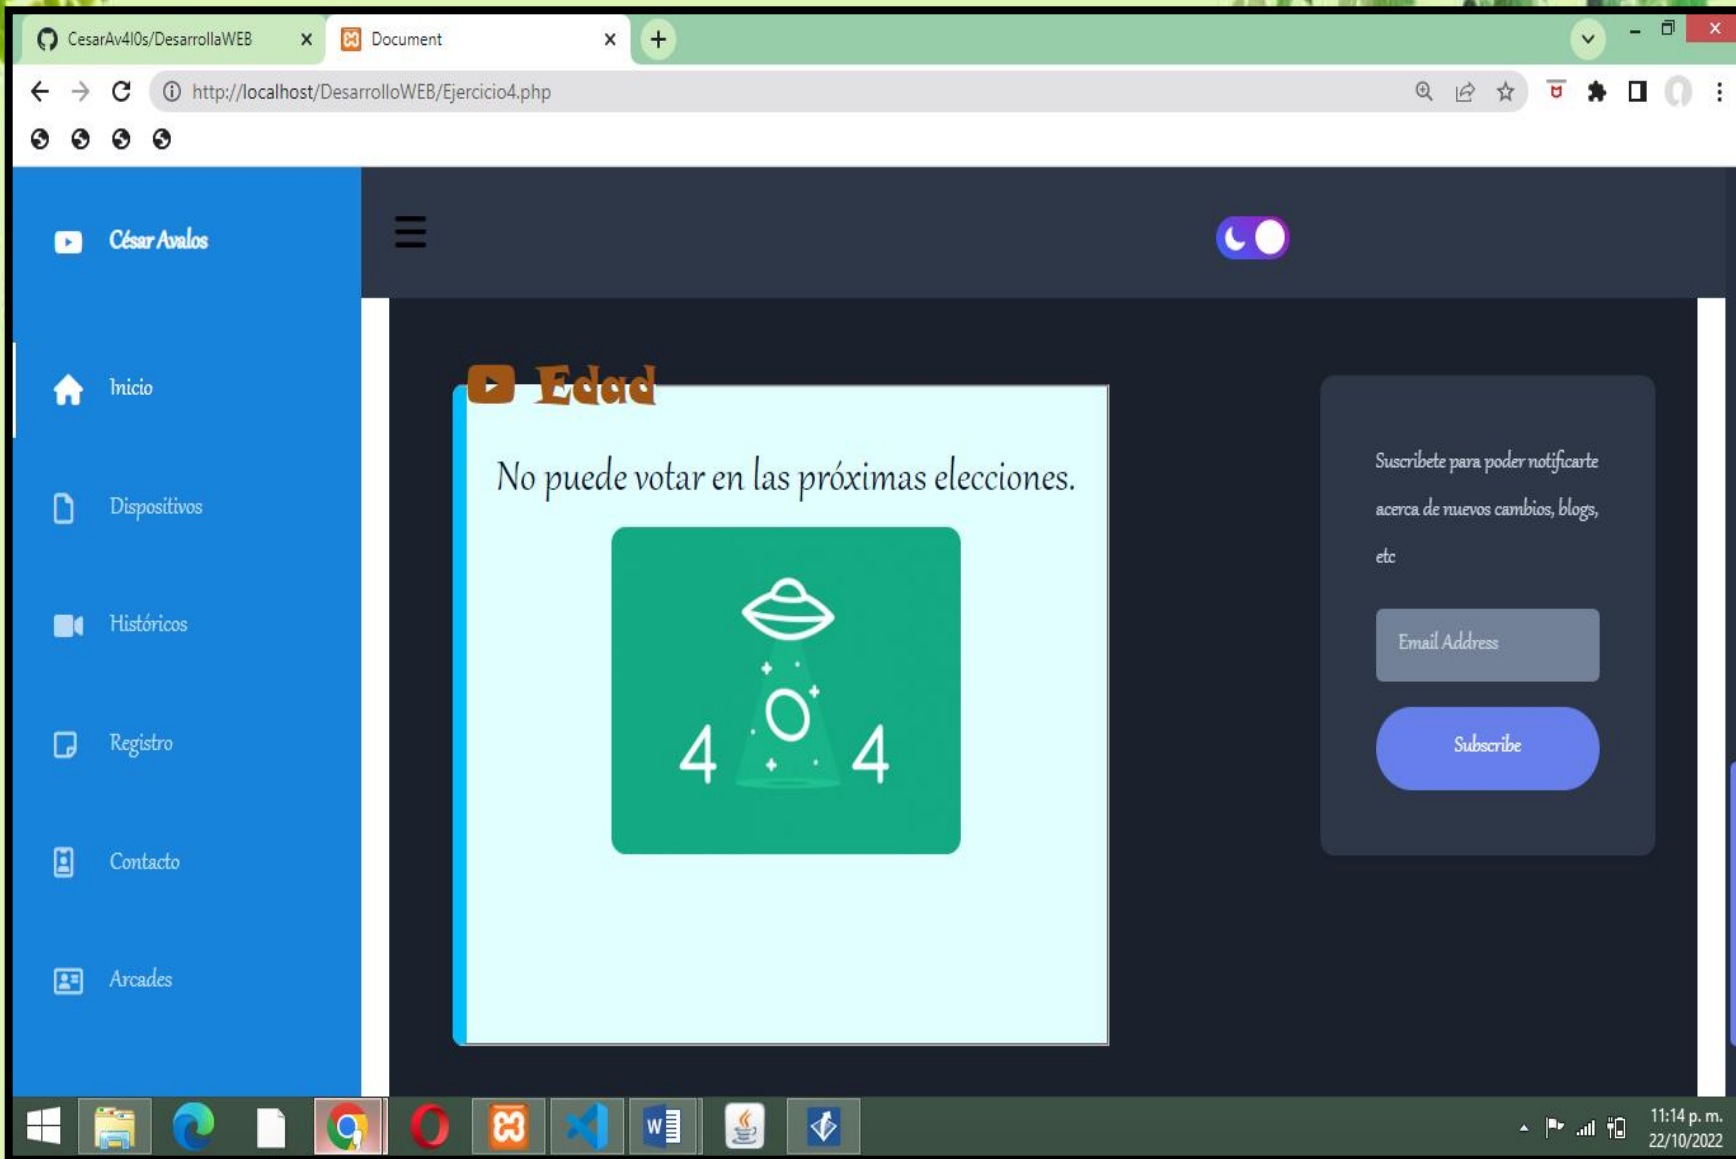 CesarAv4l0s/DesarrollaWEB
Document
http://localhost/DesarrolloWEB/Ejercicio4.php
César Avalos
Inicio
Dispositivos
Históricos
Registro
Contacto
Arcades
Edad
No puede votar en las próximas elecciones.
4 0 4
Suscribete para poder notificarte
acerca de nuevos cambios, blogs,
etc
Email Address
Subscribe
11:14 p. m.
22/10/2022